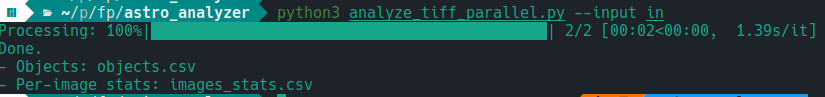 ~/p/fp/astro_analyzer python3 analyze_tiff_parallel.py --input in
Processing: 100%| | 2/2 [00:02<00:00, 1.39s/it]
Done.
- Objects: objects.csv
- Per-image stats: images_stats.csv